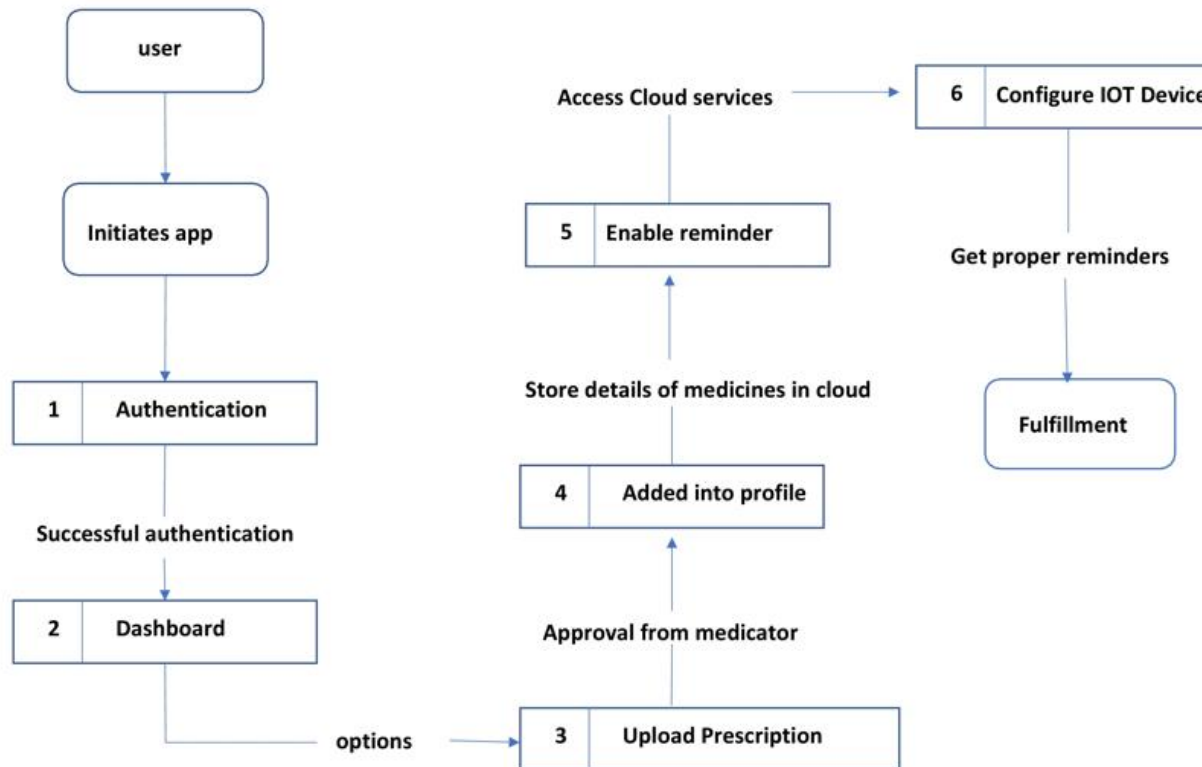 user
Initiates app
1 Authentication
Successful authentication
2 Dashboard
options
3 Upload Prescription
Approval from medicator
4 Added into profile
Store details of medicines in cloud
5 Enable reminder
Access Cloud services
6 Configure IOT Device
Get proper reminders
Fulfillment